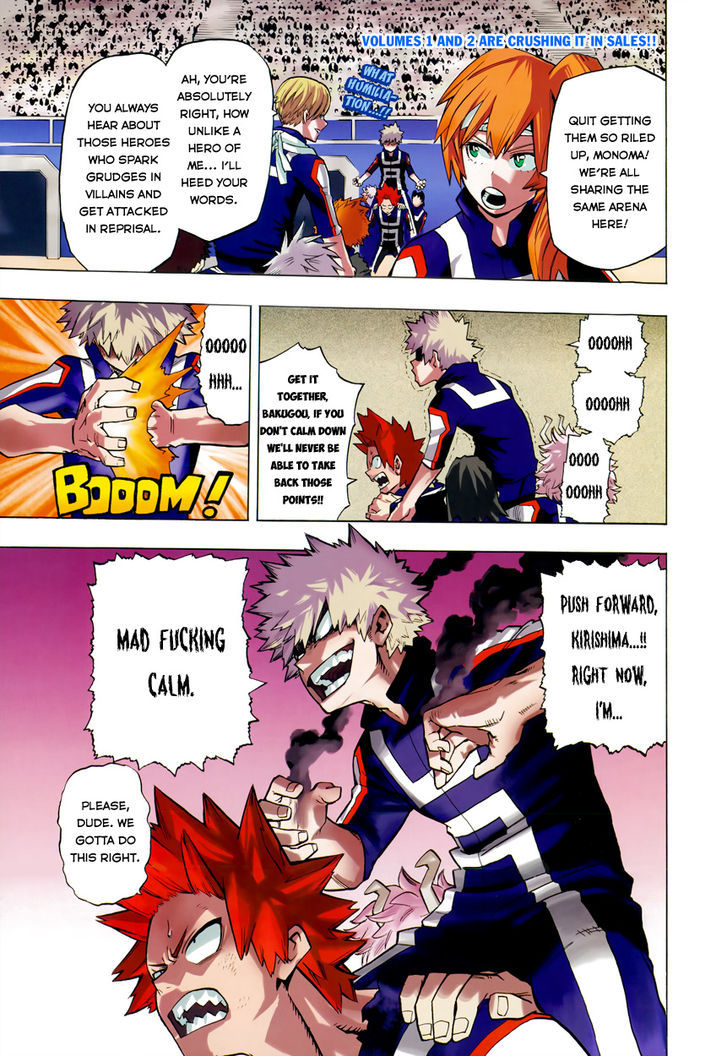 VOLUMES 1 AND 2 ARE CRUSHING IT IN SALES!!
QUIT GETTING
THEM SO RILED
UP, MONOMA!
WE'RE ALL
SHARING THE
SAME ARENA
HERE!
WHAT
HUMILIA-
TION...!!
AH, YOU'RE
ABSOLUTELY
RIGHT, HOW
UNLIKE A
HERO OF
ME... I'LL
HEED YOUR
WORDS.
YOU ALWAYS
HEAR ABOUT
THOSE HEROES
WHO SPARK
GRUDGES IN
VILLAINS AND
GET ATTACKED
IN REPRISAL.
OOOOHH
OOOOHH
OOOO
OOOHH
GET IT
TOGETHER,
BAKUGOU, IF YOU
DON'T CALM DOWN
WE'LL NEVER BE
ABLE TO TAKE
BACK THOSE
POINTS!!
OOOOO
HHH...
BOOOM!
PUSH FORWARD,
KIRISHIMA...!!
RIGHT NOW,
I'M...
MAD FUCKING
CALM.
PLEASE,
DUDE. WE
GOTTA DO
THIS RIGHT.